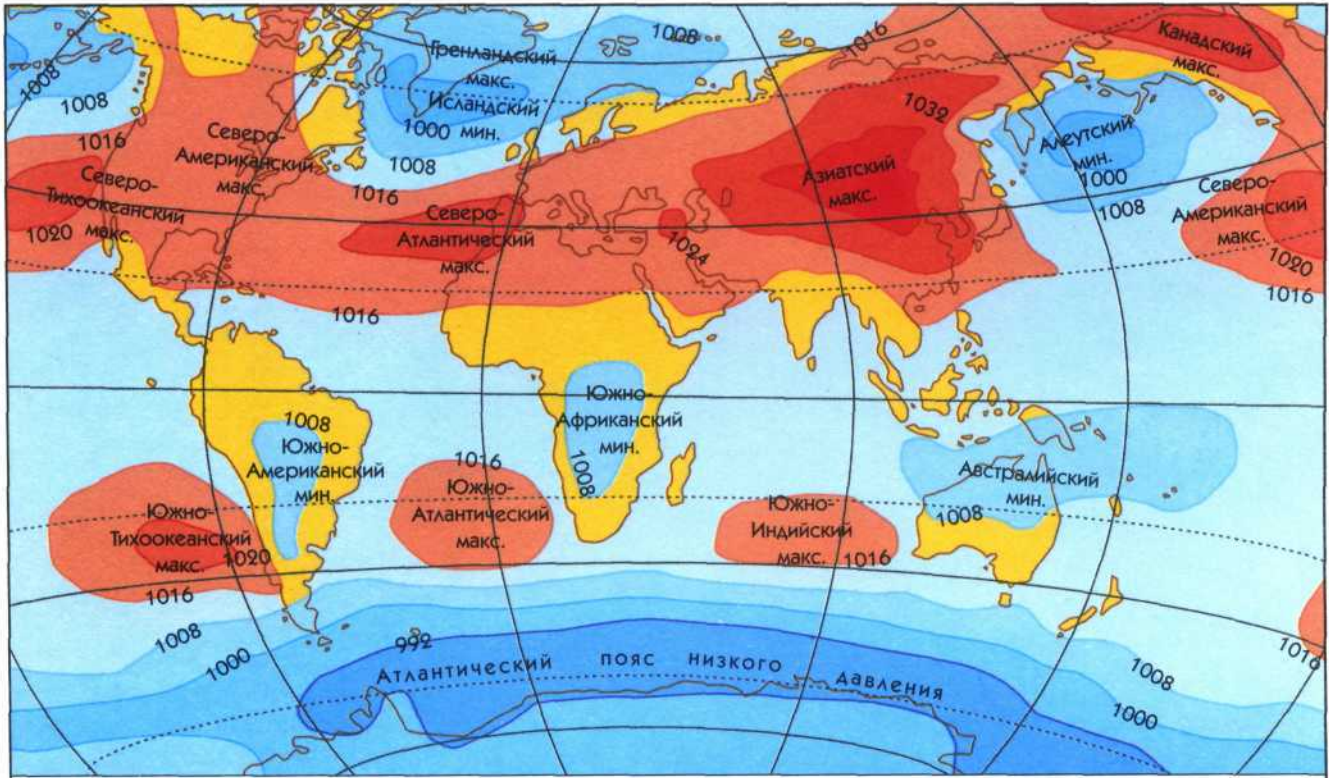 1008
1016
Канадский
макс.
Гренландский
макс.
Исландский
мин.
1000
1008
1008
1008
1016
Северо-
Американский
макс.
1032
Алеутский
мин.
1000
1008
Азиатский
макс.
Северо-
Тихоокеанский
макс.
1020
1016
Северо-
Атлантический
макс.
1024
Северо-
Американский
макс.
1020
1016
1016
1008
Южно-
Американский
мин.
Южно-
Африканский
мин.
1008
Австралийский
мин.
1008
1016
Южно-
Атлантический
макс.
Южно-
Индийский
макс.
1016
Южно-
Тихоокеанский
макс.
1020
1016
1008
1000
992
Атлантический пояс низкого давления
1008
1000
1016